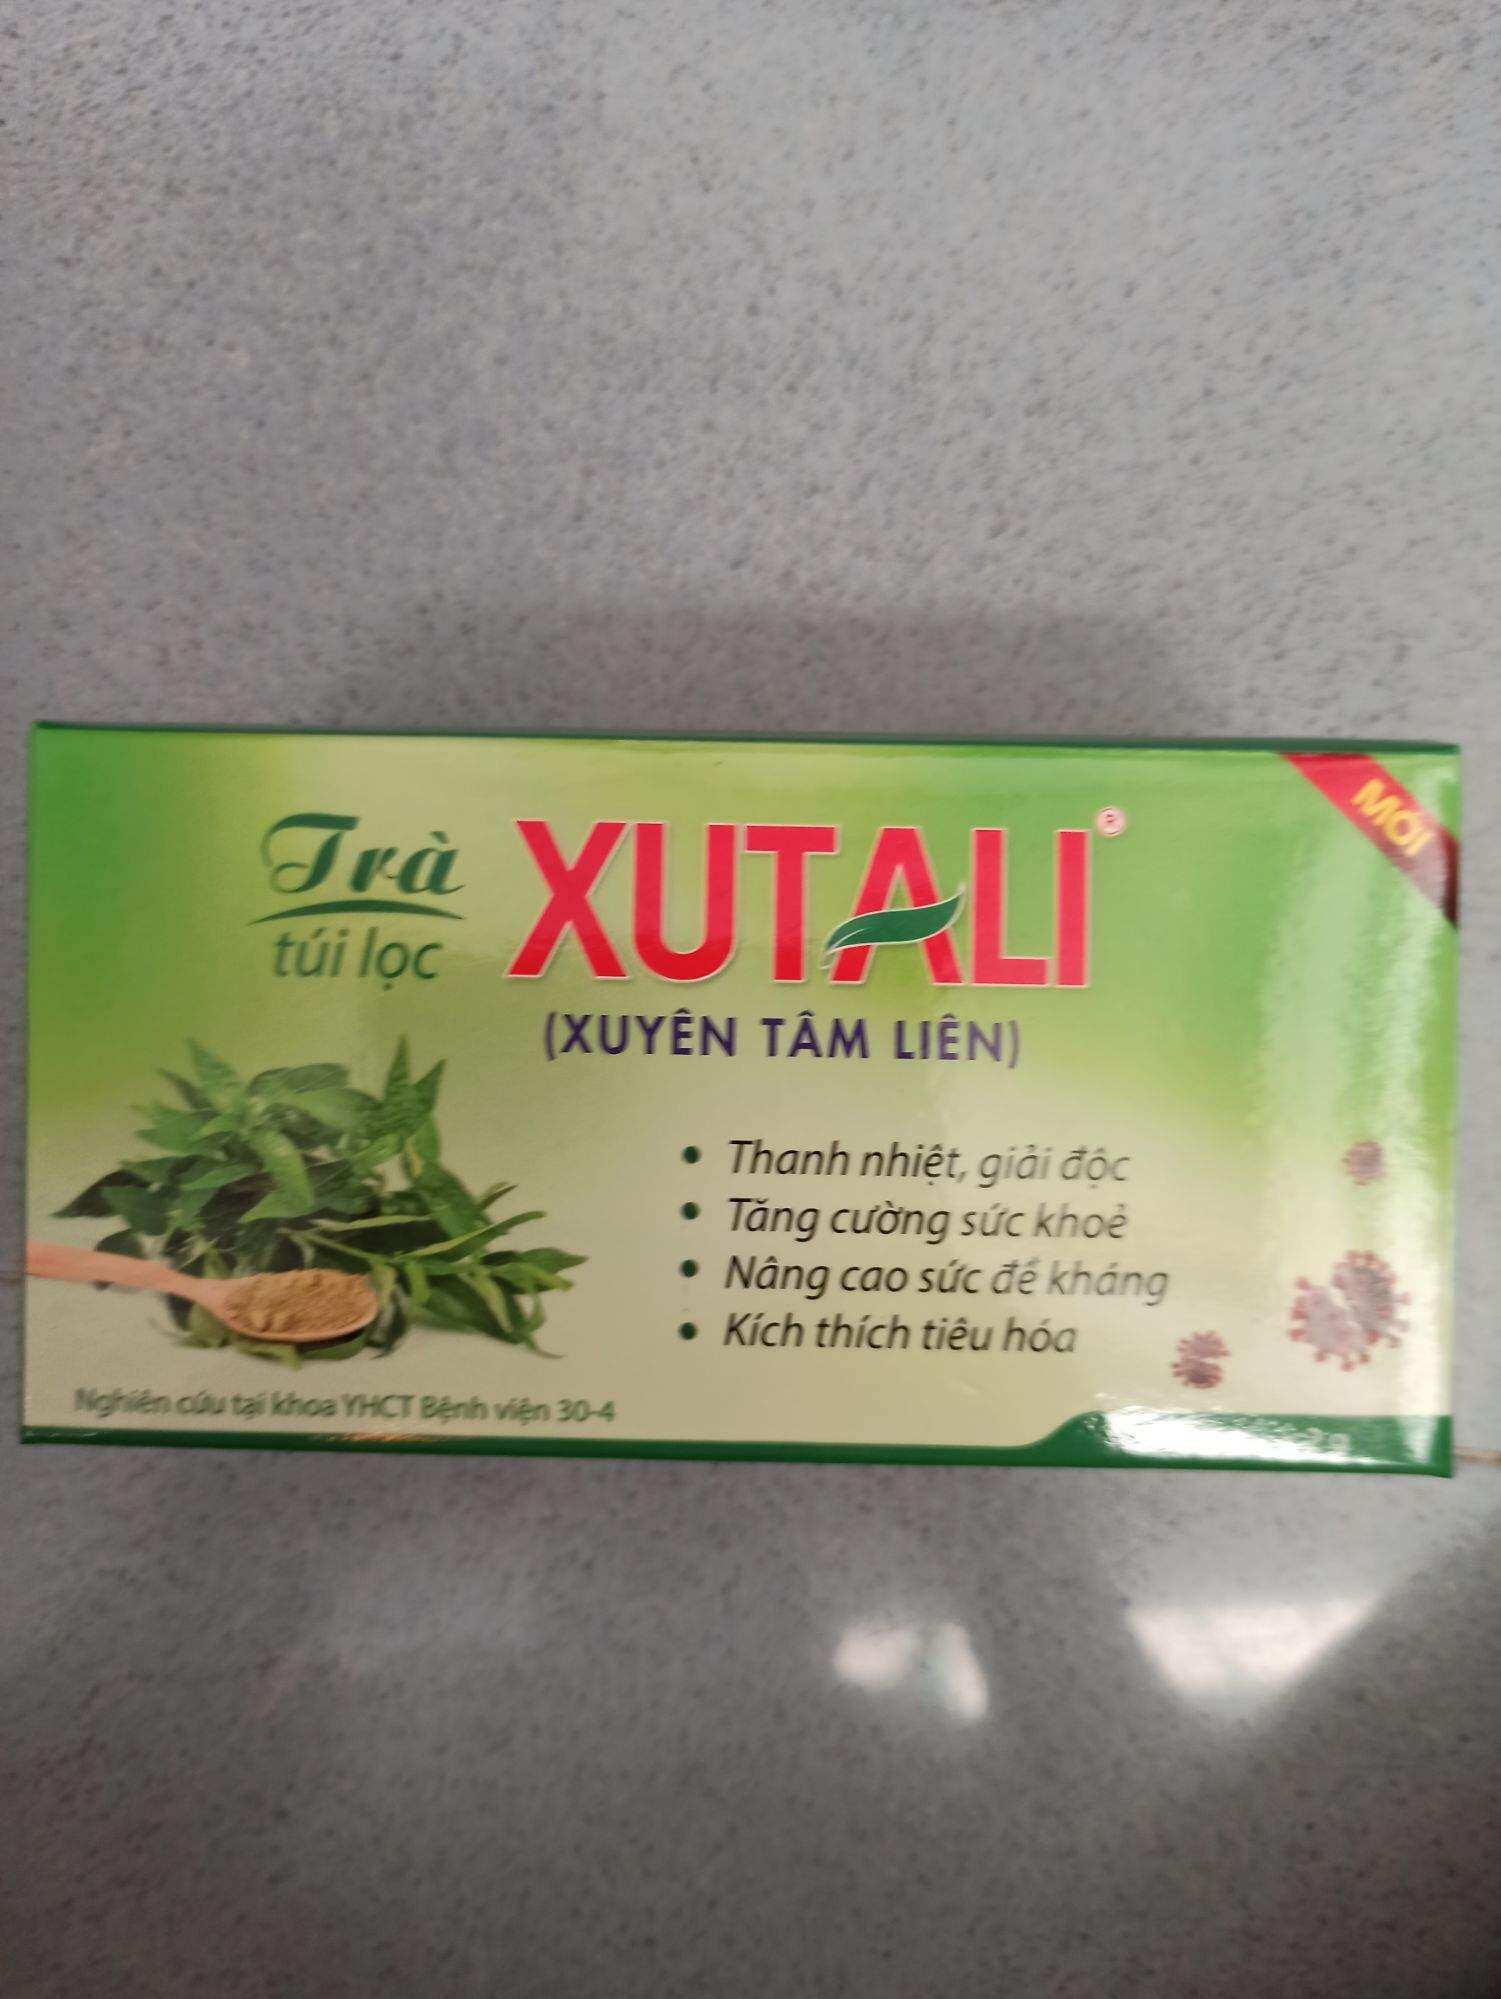 MỚI
Trà
túi lọc
XUTALI®
(XUYÊN TÂM LIÊN)
• Thanh nhiệt, giải độc
• Tăng cường sức khoẻ
• Nâng cao sức đề kháng
• Kích thích tiêu hóa
Nghiên cứu tại khoa YHCT Bệnh viện 30-4
2 g